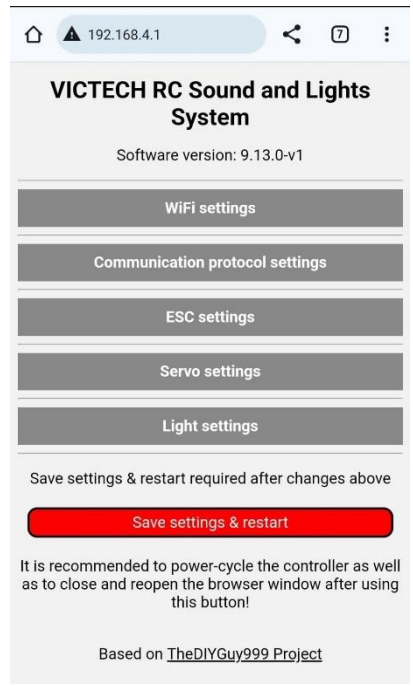 192.168.4.1
7
VICTECH RC Sound and Lights
System
Software version: 9.13.0-v1
WiFi settings
Communication protocol settings
ESC settings
Servo settings
Light settings
Save settings & restart required after changes above
Save settings & restart
It is recommended to power-cycle the controller as well
as to close and reopen the browser window after using
this button!
Based on TheDIYGuy999 Project